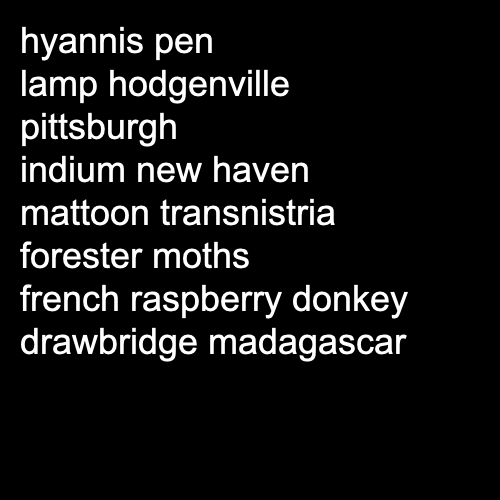 hyannis pen
lamp hodgenville
pittsburgh
indium new haven
mattoon transnistria
forester moths
french raspberry donkey
drawbridge madagascar